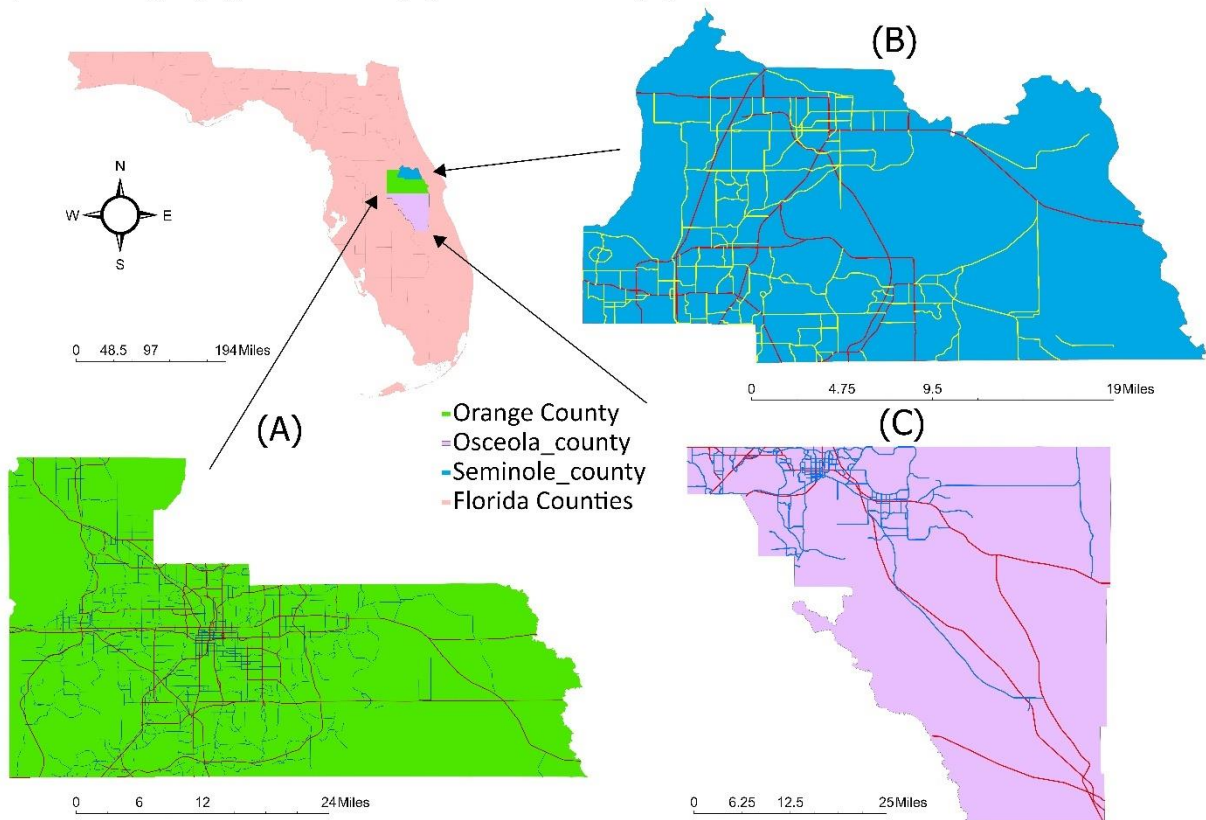 (B)
N
W E
S
0 48.5 97 194 Miles
0 4.75 9.5 19 Miles
(A)
Orange County
Osceola_county
Seminole_county
Florida Counties
(C)
0 6 12 24 Miles
0 6.25 12.5 25 Miles